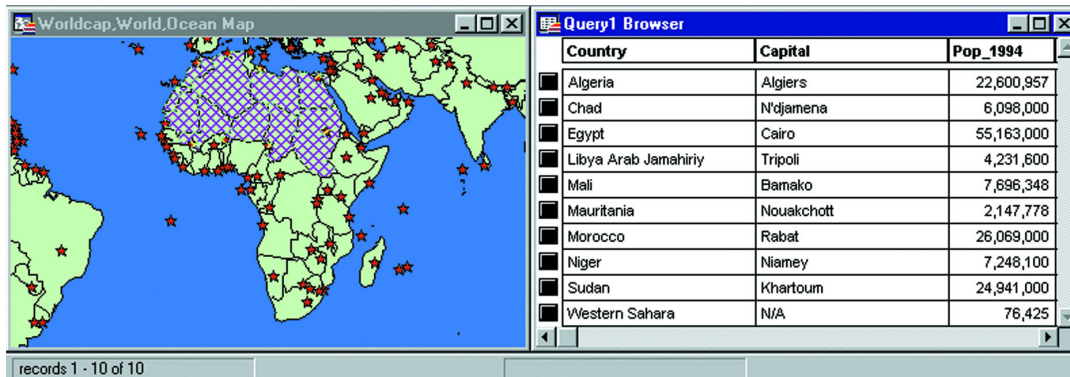 Worldcap,World,Ocean Map
Query1 Browser
Country Capital Pop_1994
Algeria Algiers 22,600,957
Chad N'djamena 6,098,000
Egypt Cairo 55,163,000
Libya Arab Jamahiriy Tripoli 4,231,600
Mali Bamako 7,696,348
Mauritania Nouakchott 2,147,778
Morocco Rabat 26,069,000
Niger Niamey 7,248,100
Sudan Khartoum 24,941,000
Western Sahara N/A 76,425
records 1 - 10 of 10